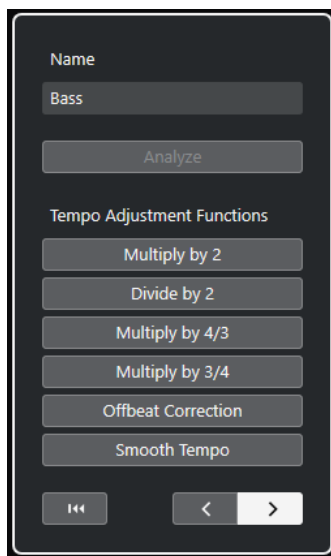 Name
Bass
Analyze
Tempo Adjustment Functions
Multiply by 2
Divide by 2
Multiply by 4/3
Multiply by 3/4
Offbeat Correction
Smooth Tempo